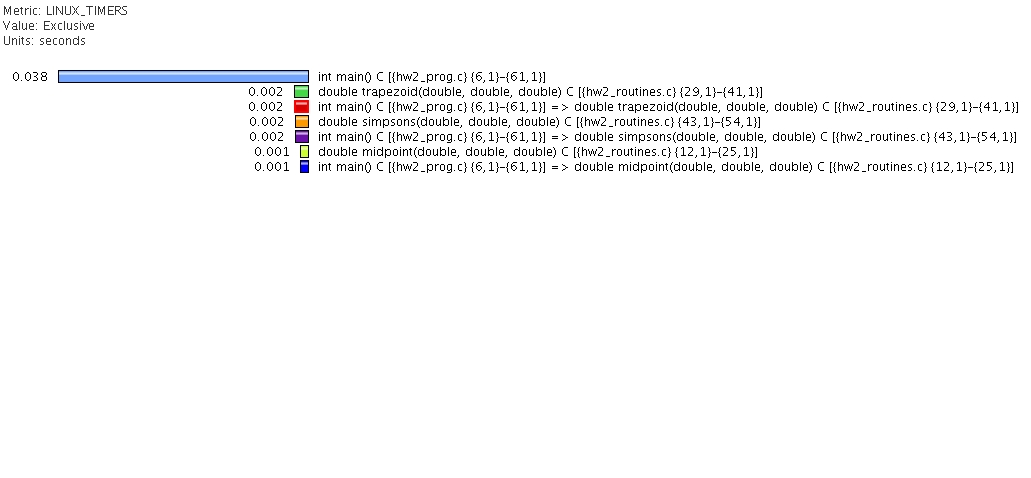 Metric: LINUX_TIMERS
Value: Exclusive
Units: seconds
0.038 int main() C [{hw2_prog.c} {6,1}-{61,1}]
0.002 double trapezoid(double, double, double) C [{hw2_routines.c} {29,1}-{41,1}]
0.002 int main() C [{hw2_prog.c} {6,1}-{61,1}] => double trapezoid(double, double, double) C [{hw2_routines.c} {29,1}-{41,1}]
0.002 double simpsons(double, double, double) C [{hw2_routines.c} {43,1}-{54,1}]
0.002 int main() C [{hw2_prog.c} {6,1}-{61,1}] => double simpsons(double, double, double) C [{hw2_routines.c} {43,1}-{54,1}]
0.001 double midpoint(double, double, double) C [{hw2_routines.c} {12,1}-{25,1}]
0.001 int main() C [{hw2_prog.c} {6,1}-{61,1}] => double midpoint(double, double, double) C [{hw2_routines.c} {12,1}-{25,1}]